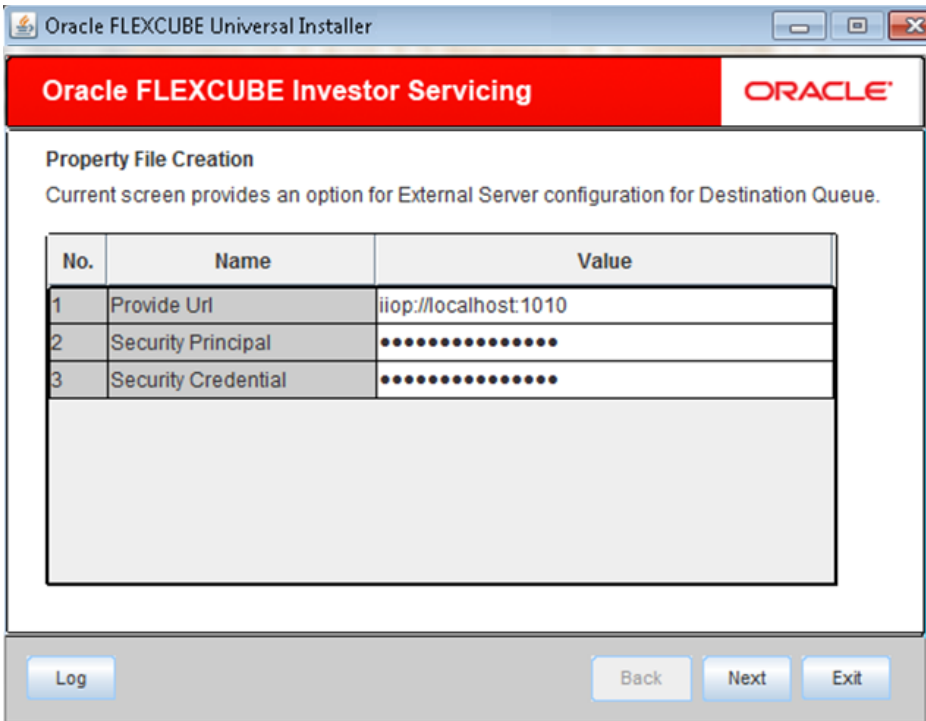 Oracle FLEXCUBE Universal Installer
Oracle FLEXCUBE Investor Servicing
ORACLE
Property File Creation
Current screen provides an option for External Server configuration for Destination Queue.
No. Name Value
1 Provide Url iiop://localhost:1010
2 Security Principal •••••••••••••••
3 Security Credential •••••••••••••••
Log Back Next Exit